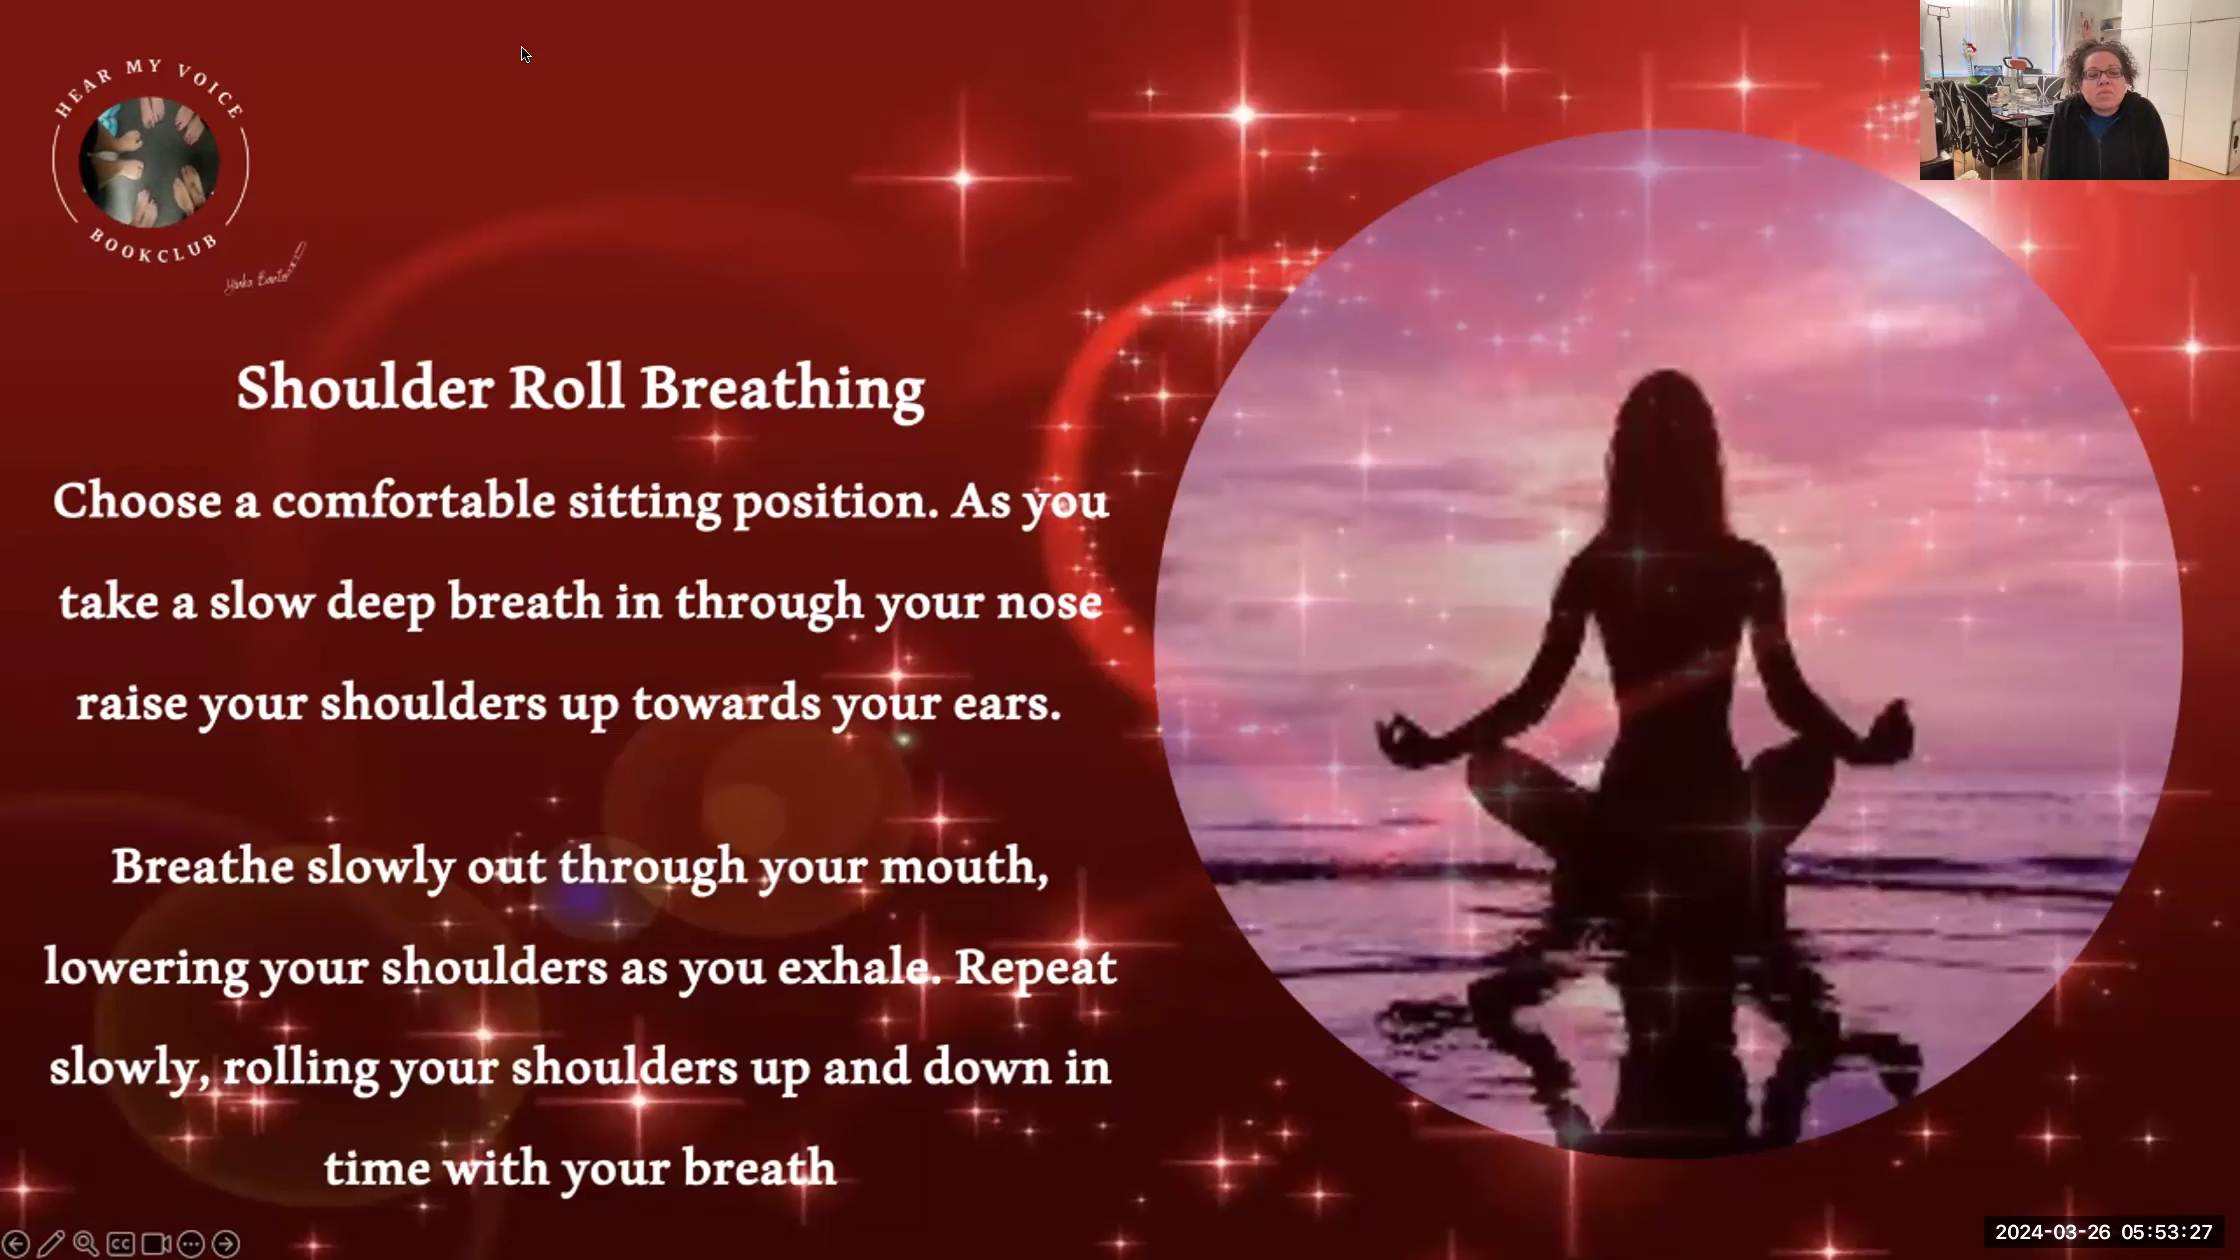 HEAR MY VOICE
BOOKCLUB
Shoulder Roll Breathing
Choose a comfortable sitting position. As you
take a slow deep breath in through your nose
raise your shoulders up towards your ears.
Breathe slowly out through your mouth,
lowering your shoulders as you exhale. Repeat
slowly, rolling your shoulders up and down in
time with your breath
CC
2024-03-26 05:53:27